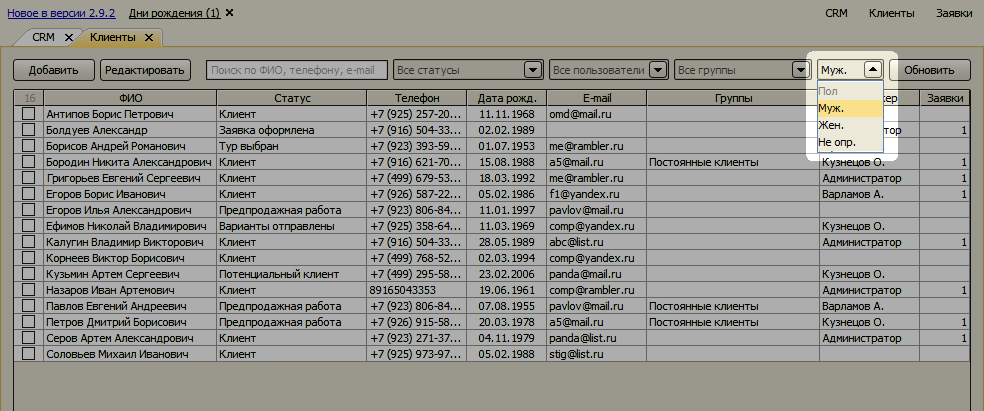 Новое в версии 2.9.2 Дни рождения (1) CRM Клиенты Заявки
CRM Клиенты
Добавить Редактировать Поиск по ФИО, телефону, e-mail Все статусы Все пользователи Все группы Муж. Обновить
16 ФИО Статус Телефон Дата рожд. E-mail Группы Пол кер Заявки
Антипов Борис Петрович Клиент +7 (925) 257-20... 11.11.1968 omd@mail.ru Муж.
Болдуев Александр Заявка оформлена +7 (916) 504-33... 02.02.1989 Жен. тор 1
Борисов Андрей Романович Тур выбран +7 (923) 393-59... 01.07.1953 me@rambler.ru Не опр.
Бородин Никита Александрович Клиент +7 (916) 621-70... 15.08.1988 a5@mail.ru Постоянные клиенты Кузнецов О. 1
Григорьев Евгений Сергеевич Клиент +7 (499) 679-53... 18.03.1992 me@rambler.ru Администратор 1
Егоров Борис Иванович Клиент +7 (926) 587-22... 05.02.1986 f1@yandex.ru Варламов А. 1
Егоров Илья Александрович Предпродажная работа +7 (923) 806-84... 11.01.1997 pavlov@mail.ru
Ефимов Николай Владимирович Варианты отправлены +7 (925) 358-64... 11.03.1969 comp@yandex.ru Кузнецов О.
Калугин Владимир Викторович Клиент +7 (916) 504-33... 28.05.1989 abc@list.ru Администратор 1
Корнеев Виктор Борисович Клиент +7 (499) 768-52... 02.03.1994 comp@yandex.ru
Кузьмин Артем Сергеевич Потенциальный клиент +7 (499) 295-58... 23.02.2006 panda@mail.ru Кузнецов О.
Назаров Иван Артемович Клиент 89165043353 19.06.1961 comp@rambler.ru Администратор 1
Павлов Евгений Андреевич Предпродажная работа +7 (923) 806-84... 07.08.1955 pavlov@mail.ru Постоянные клиенты Варламов А.
Петров Дмитрий Борисович Предпродажная работа +7 (926) 915-58... 20.03.1978 a5@mail.ru Постоянные клиенты Кузнецов О. 1
Серов Артем Александрович Клиент +7 (923) 271-37... 04.11.1979 panda@list.ru Администратор 1
Соловьев Михаил Иванович Клиент +7 (925) 973-97... 05.02.1988 stig@list.ru